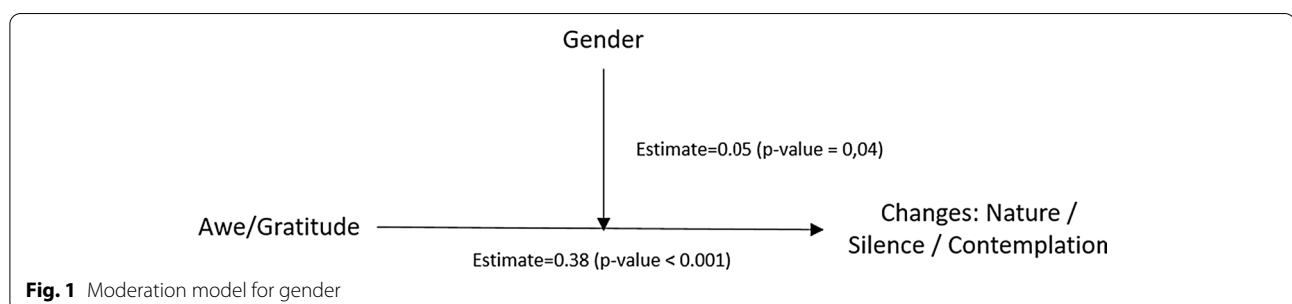 Gender
Estimate=0.05 (p-value = 0,04)
Awe/Gratitude
Changes: Nature /
Silence / Contemplation
Estimate=0.38 (p-value < 0.001)
Fig. 1 Moderation model for gender